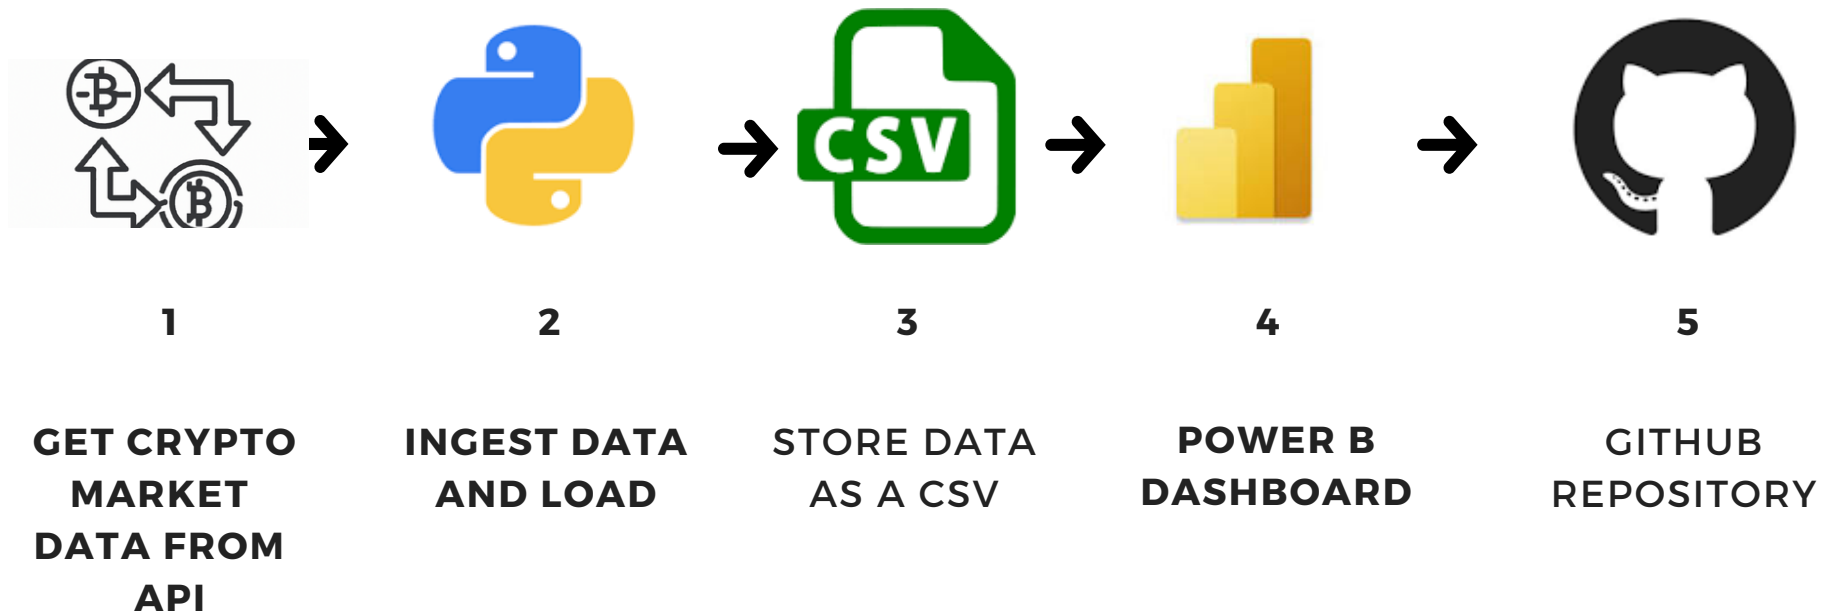 CSV
1
2
3
4
5
GET CRYPTO
MARKET
DATA FROM
API
INGEST DATA
AND LOAD
STORE DATA
AS A CSV
POWER B
DASHBOARD
GITHUB
REPOSITORY